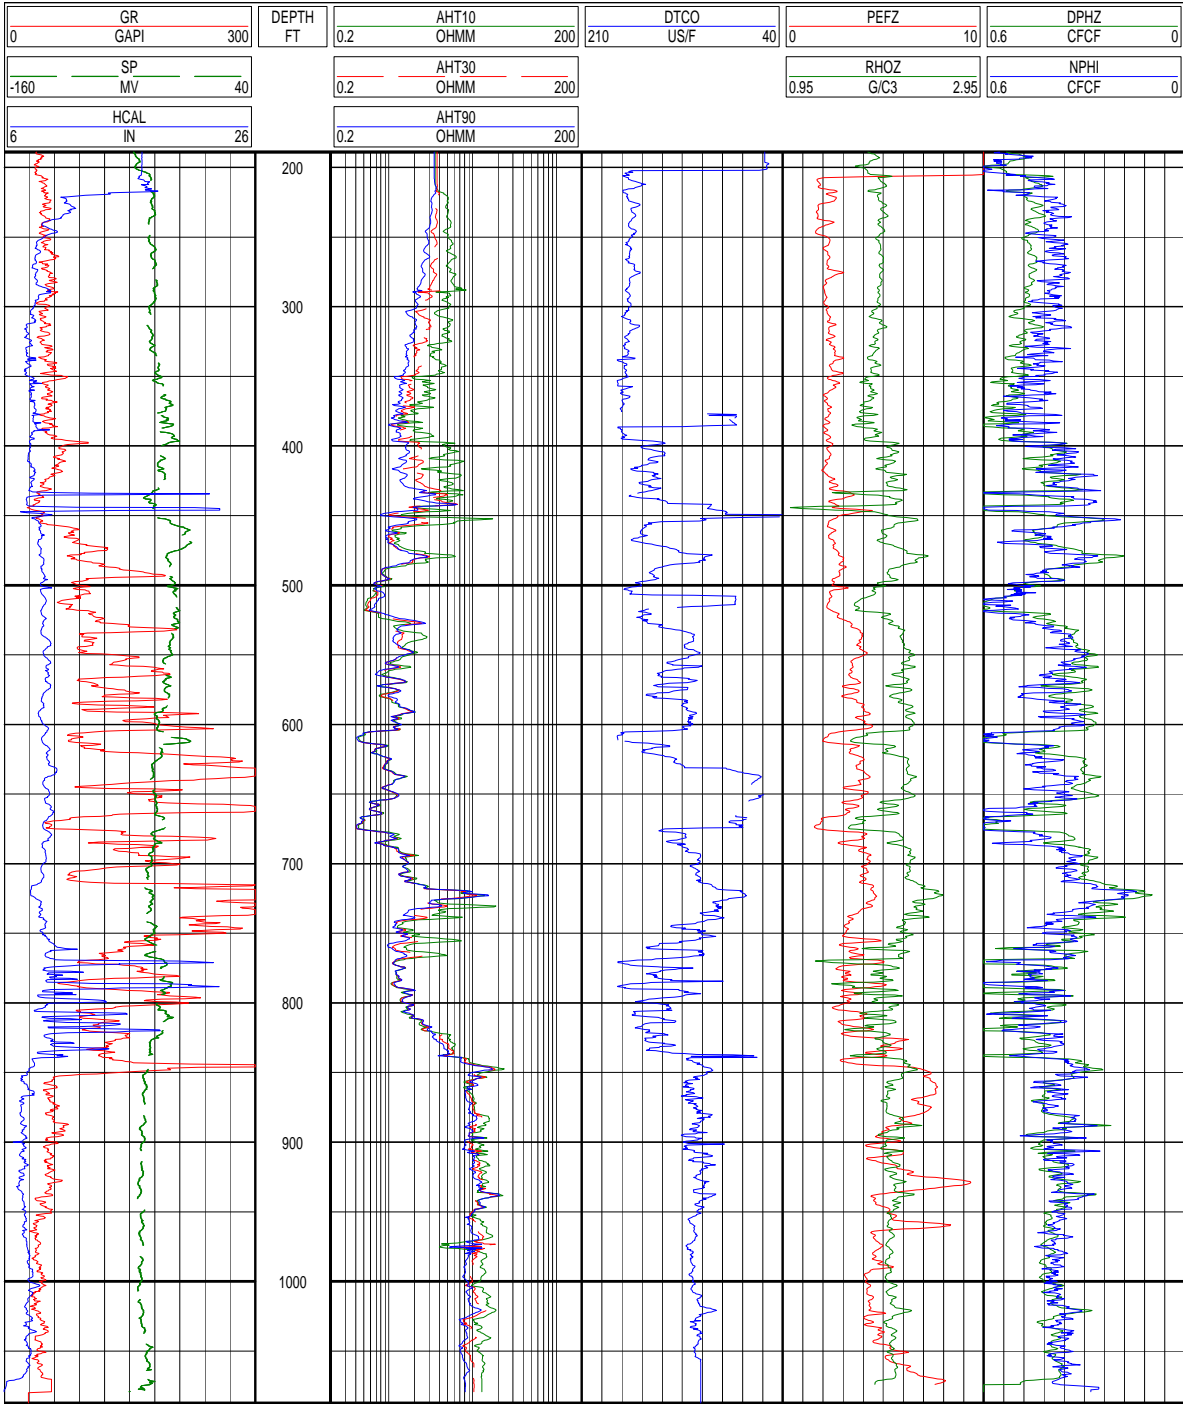 GR DEPTH AHT10 DTCO PEFZ DPHZ
0 GAPI 300 FT 0.2 OHMM 200 210 US/F 40 0 10 0.6 CFCF 0
SP AHT30 RHOZ NPHI
-160 MV 40 0.2 OHMM 200 0.95 G/C3 2.95 0.6 CFCF 0
HCAL AHT90
6 IN 26 0.2 OHMM 200
200
300
400
500
600
700
800
900
1000